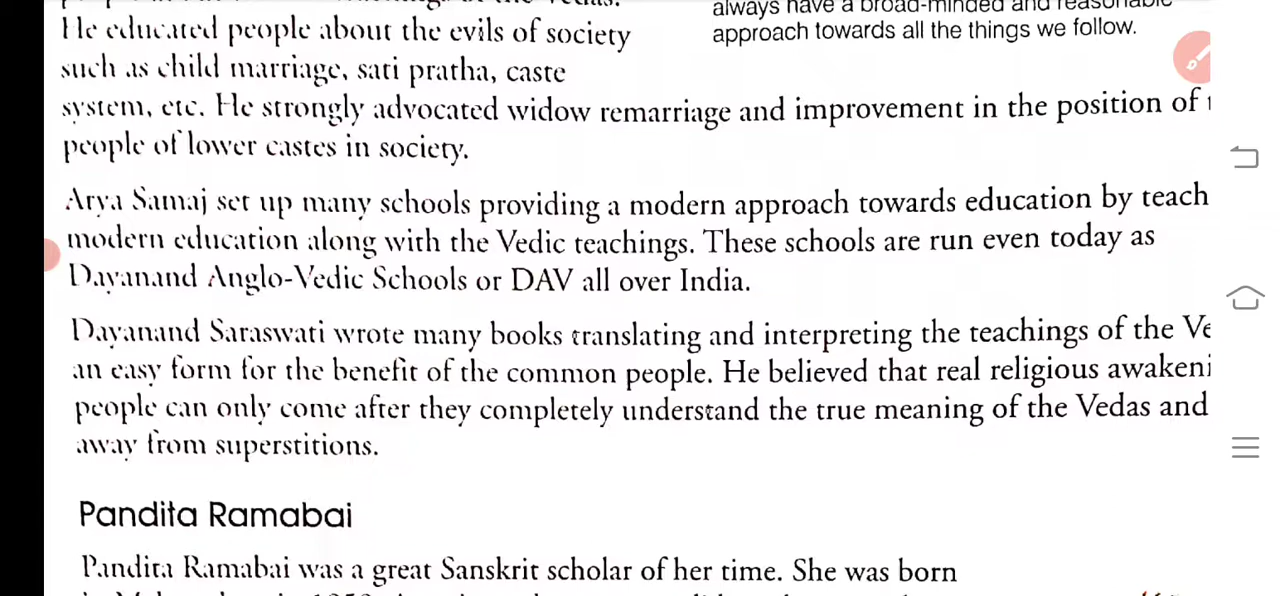 always have a broad-minded and reasonable
approach towards all the things we follow.
He educated people about the evils of society
such as child marriage, sati pratha, caste
system, etc. He strongly advocated widow remarriage and improvement in the position of
people of lower castes in society.
Arya Samaj set up many schools providing a modern approach towards education by teach
modern education along with the Vedic teachings. These schools are run even today as
Dayanand Anglo-Vedic Schools or DAV all over India.
Dayanand Saraswati wrote many books translating and interpreting the teachings of the Ve
an easy form for the benefit of the common people. He believed that real religious awakeni
people can only come after they completely understand the true meaning of the Vedas and
away from superstitions.
Pandita Ramabai
Pandita Ramabai was a great Sanskrit scholar of her time. She was born